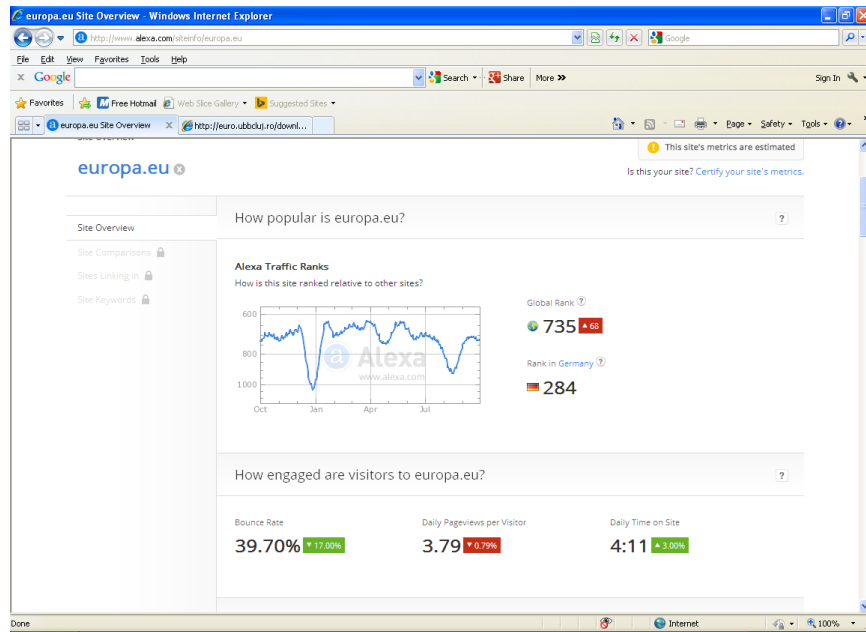 europa.eu Site Overview - Windows Internet Explorer
http://www.alexa.com/siteinfo/europa.eu
Google
File Edit View Favorites Tools Help
x Google Search Share More >> Sign In
Favorites Free Hotmail Web Slice Gallery Suggested Sites
europa.eu Site Overview x http://euro.ubbcluj.ro/downl... Page Safety Tools
This site's metrics are estimated
europa.eu
Is this your site? Certify your site's metrics.
Site Overview
Site Comparisons
Sites Linking In
Site Keywords
How popular is europa.eu? ?
Alexa Traffic Ranks
How is this site ranked relative to other sites?
600
800
1000
Oct Jan Apr Jul
a Alexa
www.alexa.com
Global Rank ?
735 68
Rank in Germany ?
284
How engaged are visitors to europa.eu? ?
Bounce Rate
39.70% 17.00%
Daily Pageviews per Visitor
3.79 0.79%
Daily Time on Site
4:11 3.00%
Done Internet 100%